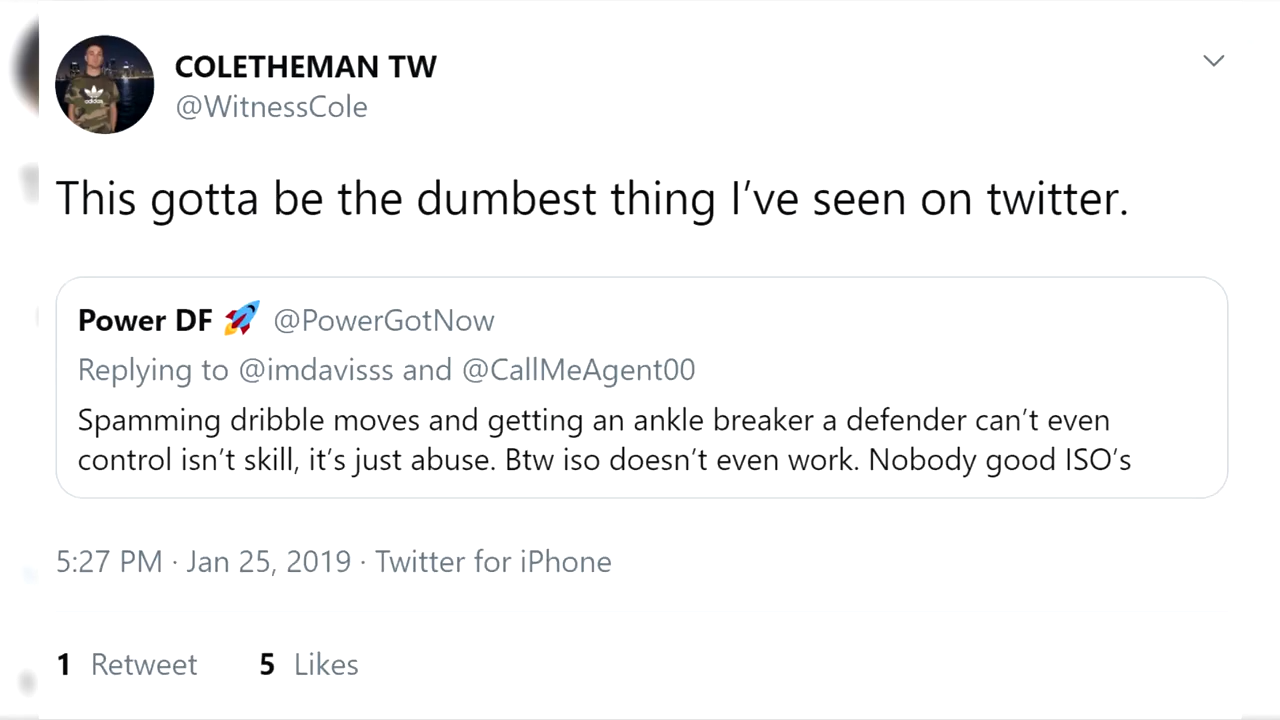 COLETHEMAN TW
@WitnessCole
This gotta be the dumbest thing I've seen on twitter.
Power DF 🚀 @PowerGotNow
Replying to @imdavisss and @CallMeAgent00
Spamming dribble moves and getting an ankle breaker a defender can't even
control isn't skill, it's just abuse. Btw iso doesn't even work. Nobody good ISO's
5:27 PM · Jan 25, 2019 · Twitter for iPhone
1 Retweet 5 Likes